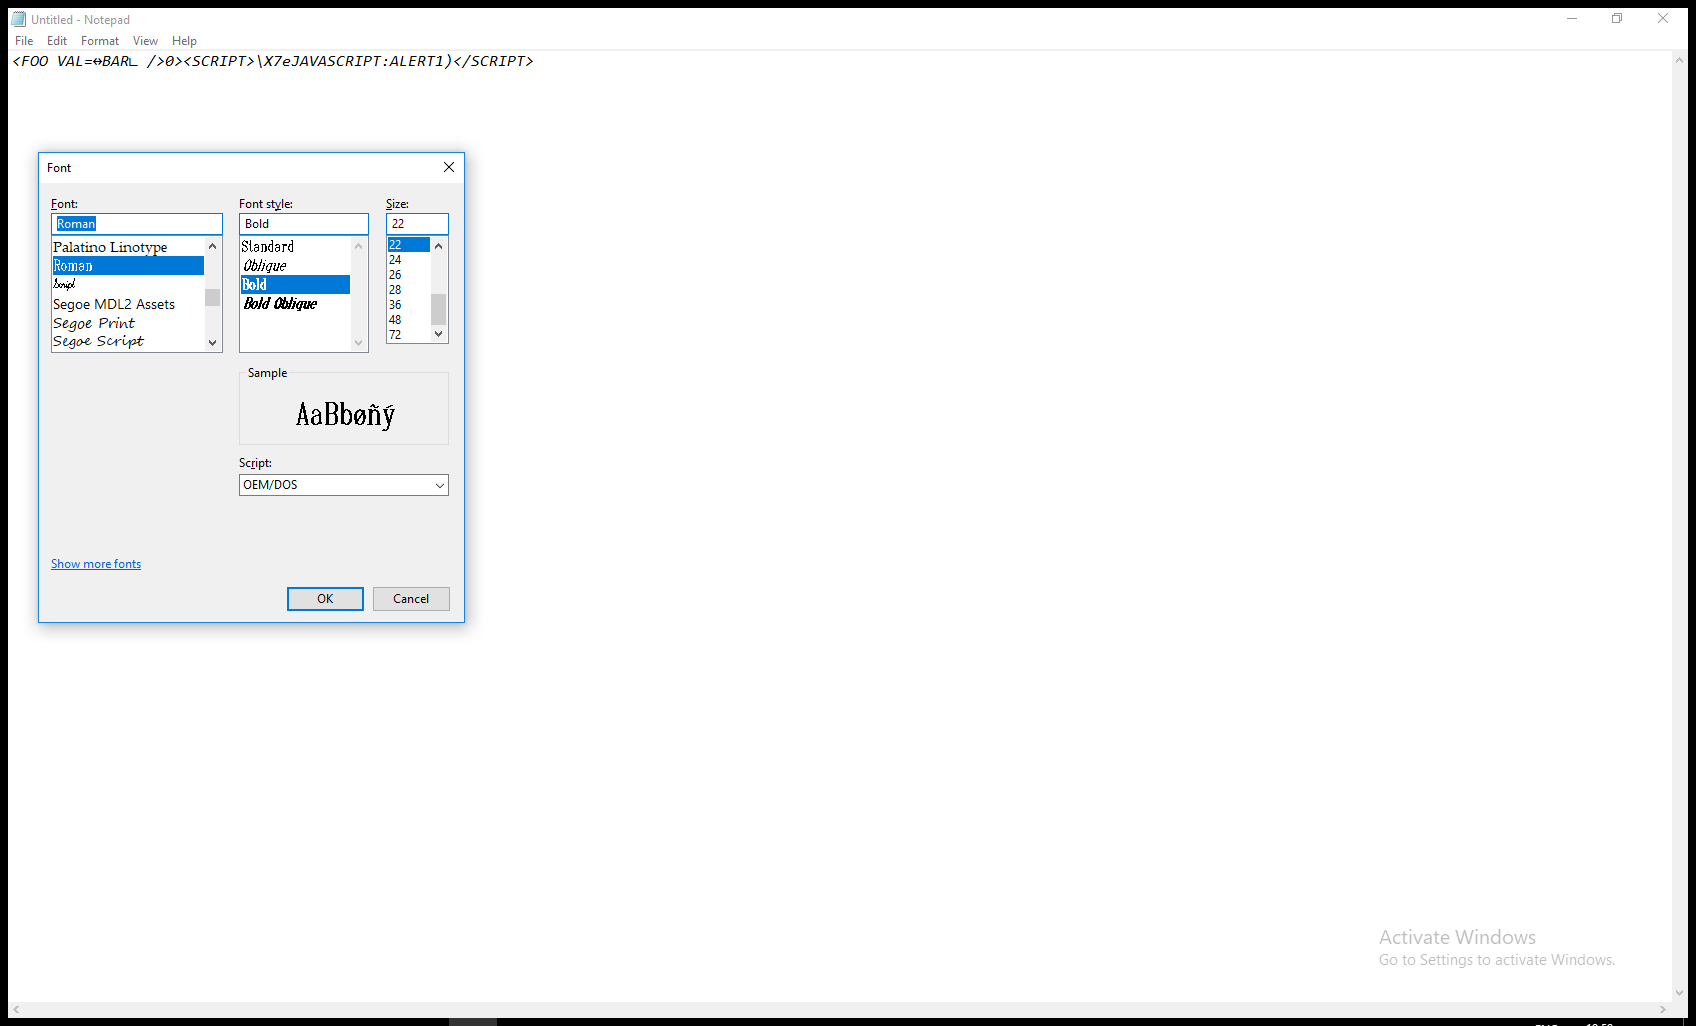 Untitled - Notepad
File Edit Format View Help
<FOO VAL=↔BAR∟ />0><SCRIPT>\X7eJAVASCRIPT:ALERT1)</SCRIPT>
Font
Font: Font style: Size:
Roman Bold 22
Palatino Linotype
Roman
Script
Segoe MDL2 Assets
Segoe Print
Segoe Script
Standard
Oblique
Bold
Bold Oblique
22
24
26
28
36
48
72
Sample
AaBbøñý
Script:
OEM/DOS
Show more fonts
OK Cancel
Activate Windows
Go to Settings to activate Windows.